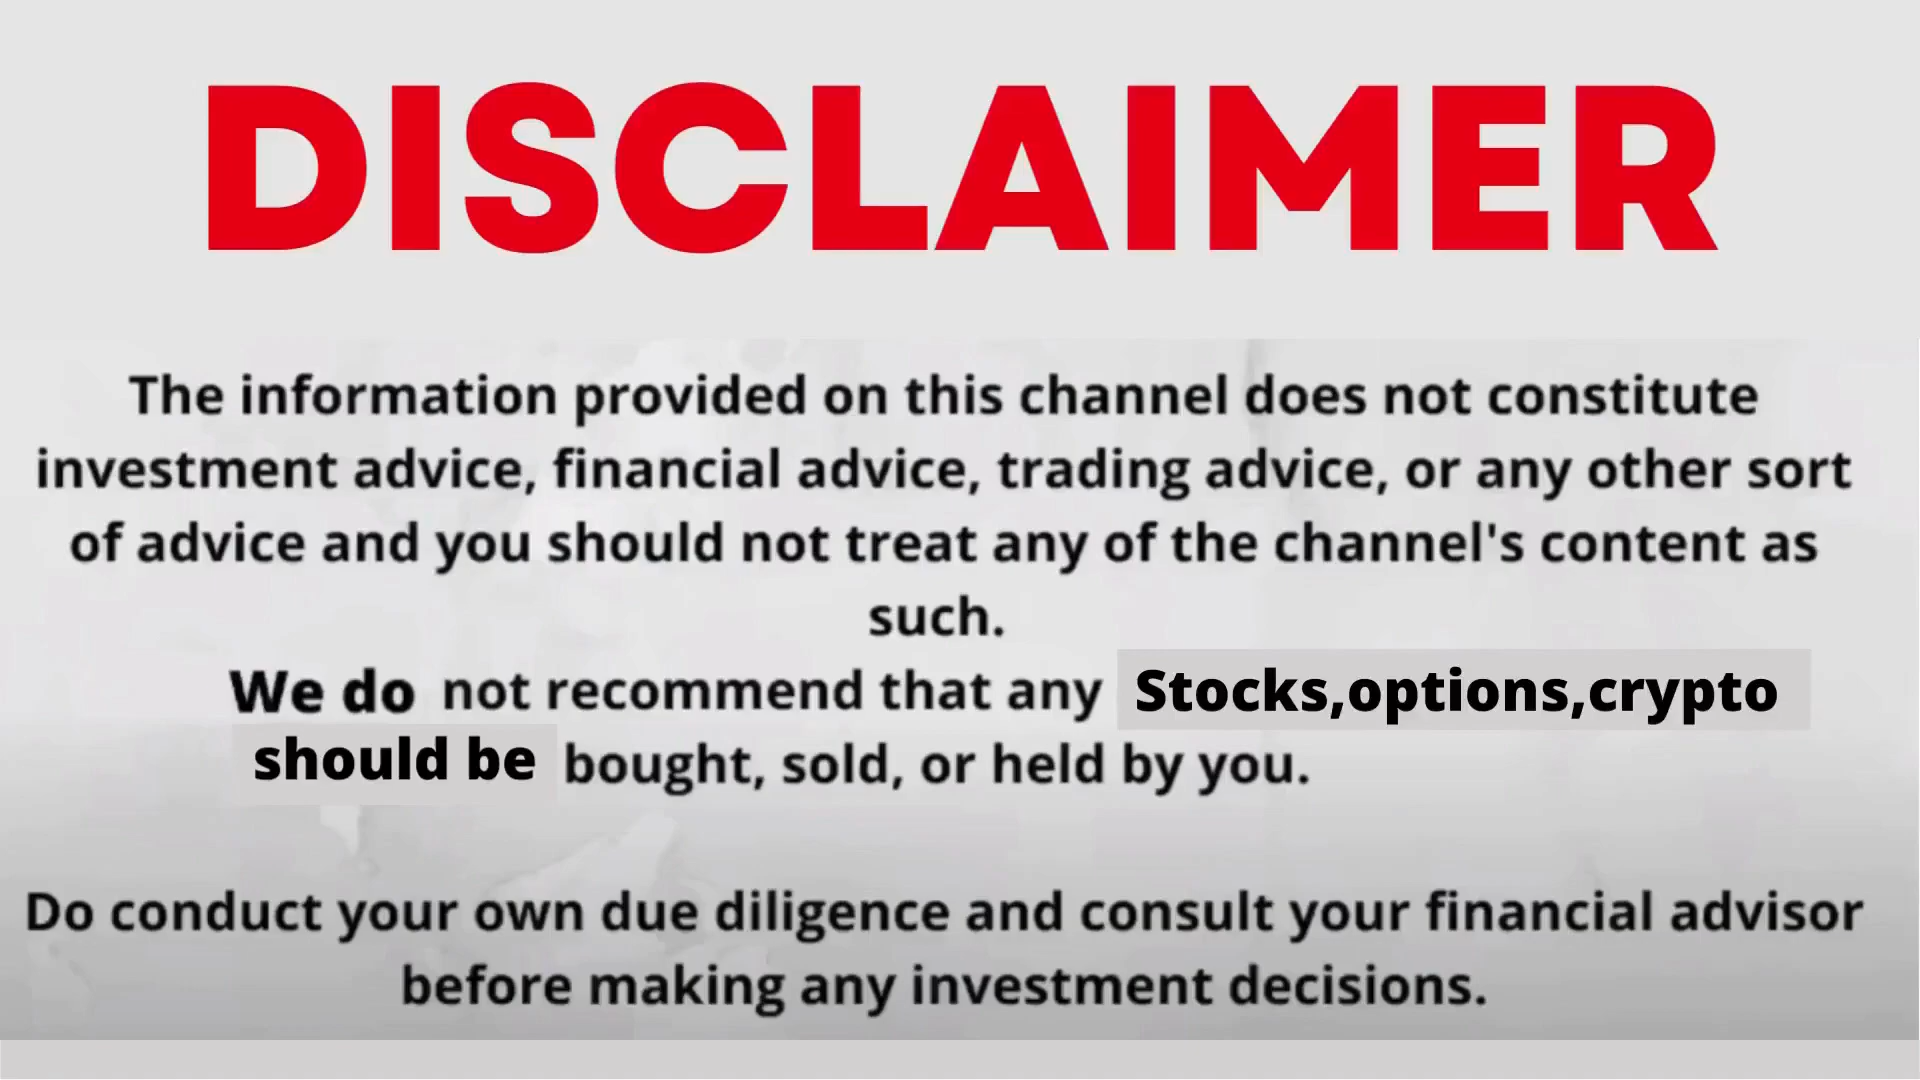 DISCLAIMER
The information provided on this channel does not constitute
investment advice, financial advice, trading advice, or any other sort
of advice and you should not treat any of the channel's content as
such.
We do not recommend that any Stocks,options,crypto
should be bought, sold, or held by you.
Do conduct your own due diligence and consult your financial advisor
before making any investment decisions.